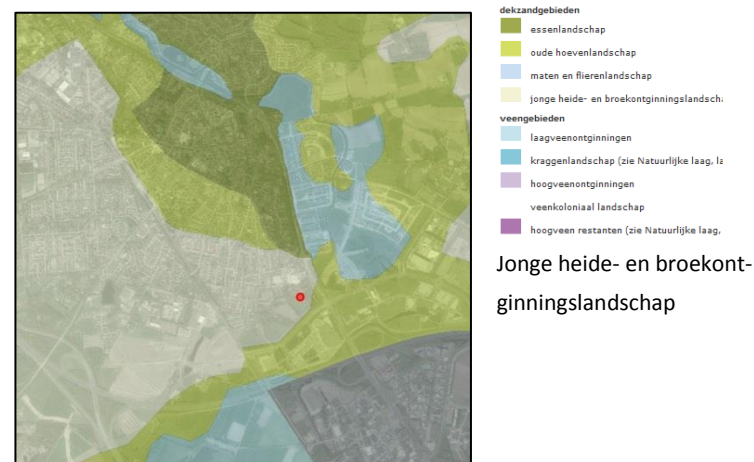 dekzandgebieden
essenlandschap
oude hoevenlandschap
maten en flierenlandschap
jonge heide- en broekontginningslandscha
veengebieden
laagveenontginningen
kraggenlandschap (zie Natuurlijke laag, la
hoogveenontginningen
veenkoloniaal landschap
hoogveen restanten (zie Natuurlijke laag,
Jonge heide- en broekont-
ginningslandschap